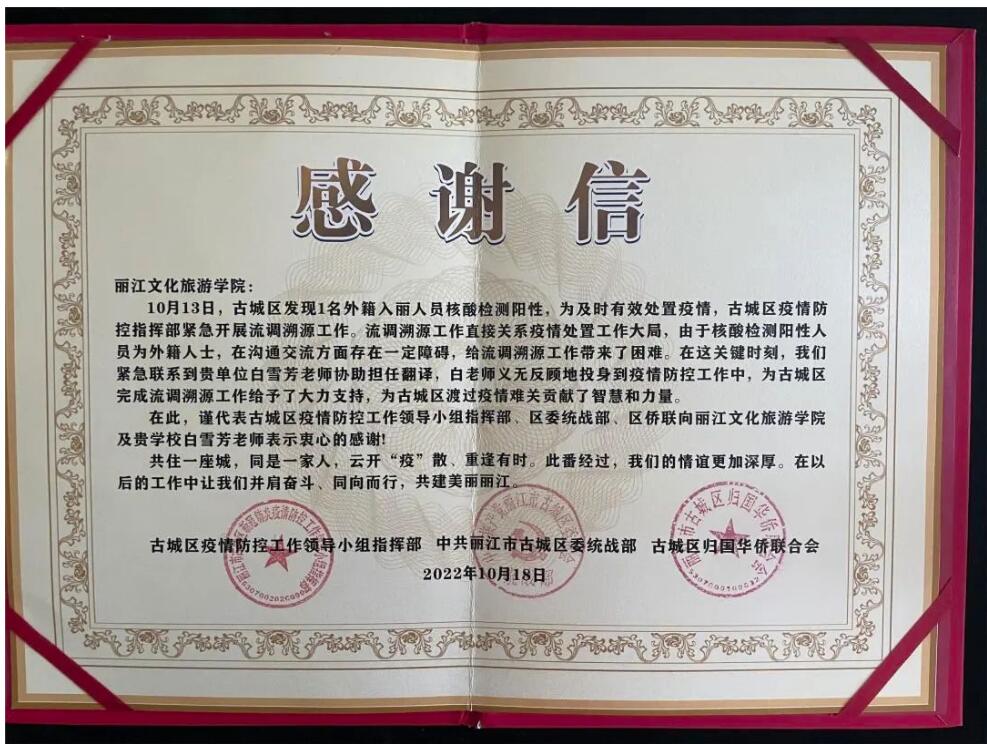 感谢信
丽江文化旅游学院：
10月13日，古城区发现1名外籍入丽人员核酸检测阳性，为及时有效处置疫情，古城区疫情防
控指挥部紧急开展流调溯源工作。流调溯源工作直接关系疫情处置工作大局，由于核酸检测阳性人
员为外籍人士，在沟通交流方面存在一定障碍，给流调溯源工作带来了困难。在这关键时刻，我们
紧急联系到贵单位白雪芳老师协助担任翻译，白老师义无反顾地投身到疫情防控工作中，为古城区
完成流调溯源工作给予了大力支持，为古城区渡过疫情难关贡献了智慧和力量。
在此，谨代表古城区疫情防控工作领导小组指挥部、区委统战部、区侨联向丽江文化旅游学院
及贵学校白雪芳老师表示衷心的感谢!
共住一座城，同是一家人，云开“疫”散、重逢有时。此番经过，我们的情谊更加深厚。在以
后的工作中让我们并肩奋斗、同向而行，共建美丽丽江。
古城区疫情防控工作领导小组指挥部 中共丽江市古城区委统战部 古城区归国华侨联合会
2022年10月18日